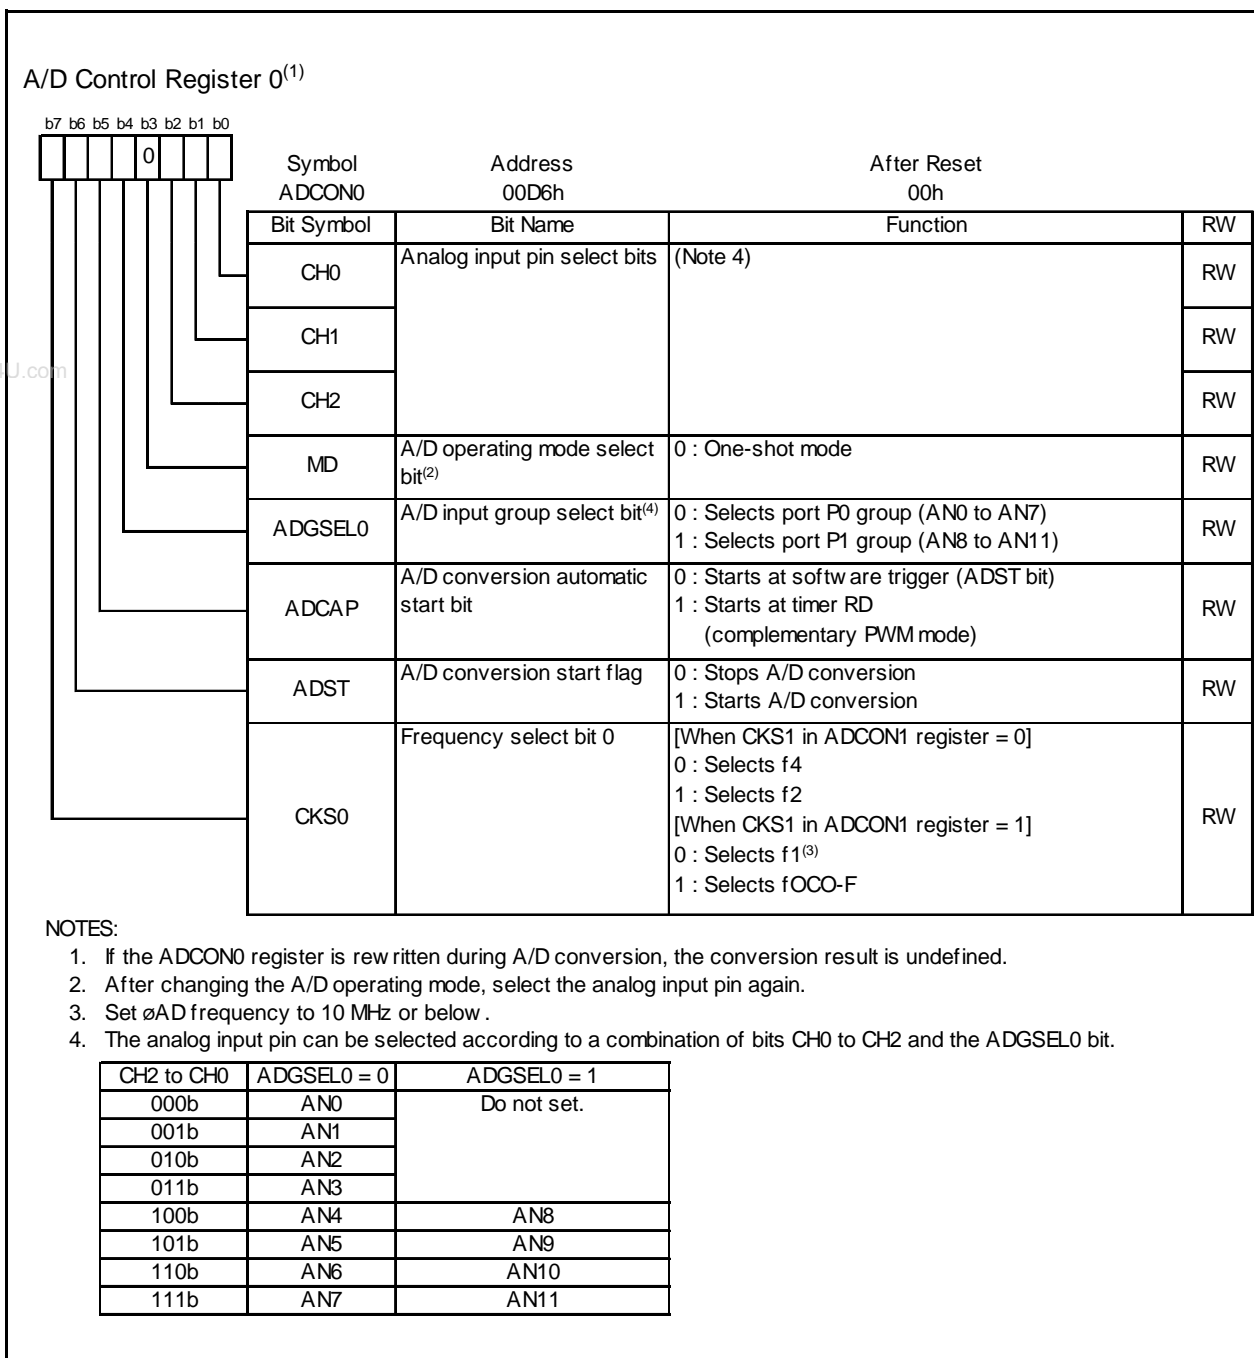 A/D Control Register 0(1)
b7 b6 b5 b4 b3 b2 b1 b0
0
Symbol Address After Reset
ADCON0 00D6h 00h
Bit Symbol Bit Name Function RW
CH0 Analog input pin select bits (Note 4) RW
CH1 RW
4U.com
CH2 RW
MD A/D operating mode select bit(2) 0 : One-shot mode RW
ADGSEL0 A/D input group select bit(4) 0 : Selects port P0 group (AN0 to AN7)
1 : Selects port P1 group (AN8 to AN11) RW
ADCAP A/D conversion automatic start bit 0 : Starts at software trigger (ADST bit)
1 : Starts at timer RD
(complementary PWM mode) RW
ADST A/D conversion start flag 0 : Stops A/D conversion
1 : Starts A/D conversion RW
CKS0 Frequency select bit 0 [When CKS1 in ADCON1 register = 0]
0 : Selects f4
1 : Selects f2
[When CKS1 in ADCON1 register = 1] RW
0 : Selects f1(3)
1 : Selects fOCO-F
NOTES:
1. If the ADCON0 register is rewritten during A/D conversion, the conversion result is undefined.
2. After changing the A/D operating mode, select the analog input pin again.
3. Set øAD frequency to 10 MHz or below.
4. The analog input pin can be selected according to a combination of bits CH0 to CH2 and the ADGSEL0 bit.
CH2 to CH0 ADGSEL0 = 0 ADGSEL0 = 1
000b AN0 Do not set.
001b AN1
010b AN2
011b AN3
100b AN4 AN8
101b AN5 AN9
110b AN6 AN10
111b AN7 AN11